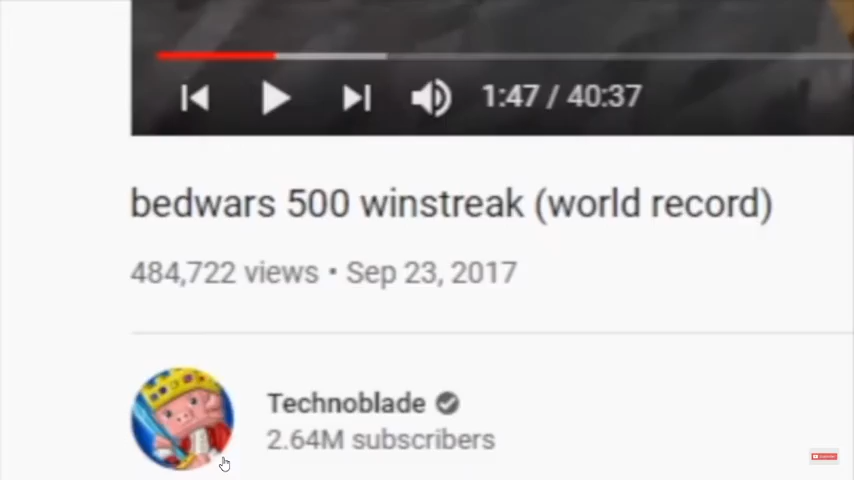 1:47 / 40:37
bedwars 500 winstreak (world record)
484,722 views • Sep 23, 2017
Technoblade
2.64M subscribers